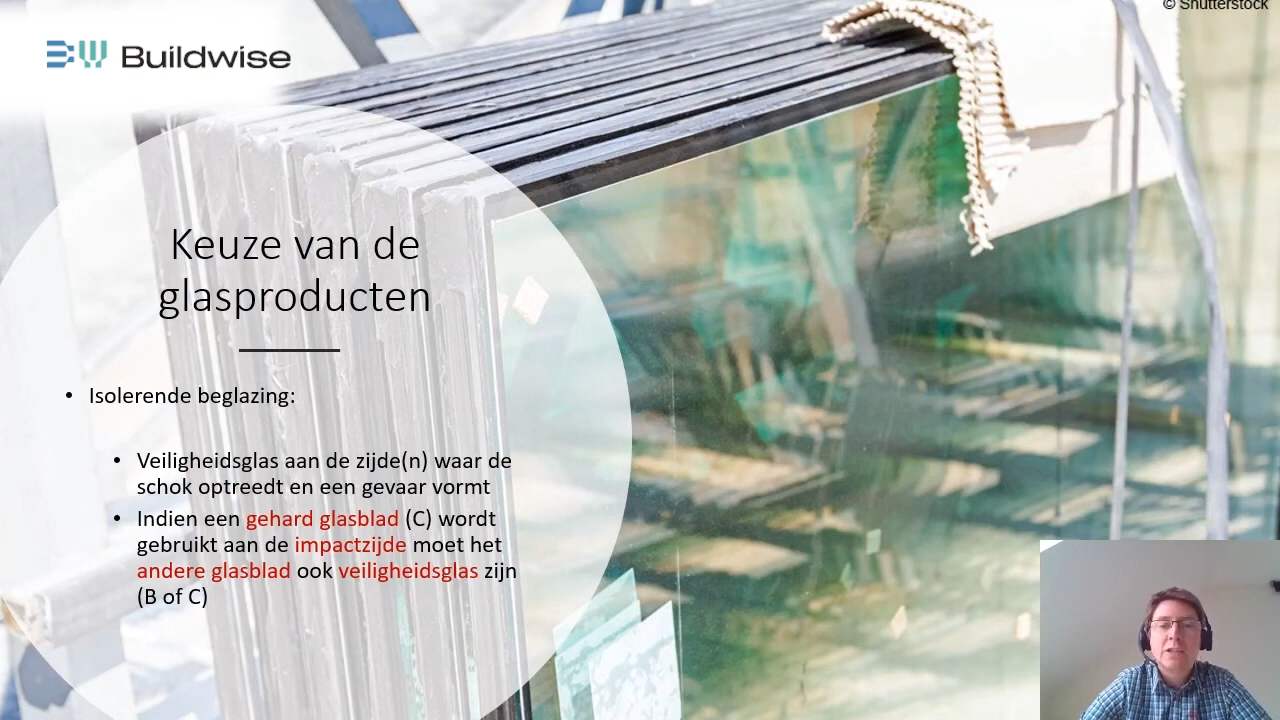 © Shutterstock
Buildwise
Keuze van de
glasproducten
• Isolerende beglazing:
• Veiligheidsglas aan de zijde(n) waar de
schok optreedt en een gevaar vormt
• Indien een gehard glasblad (C) wordt
gebruikt aan de impactzijde moet het
andere glasblad ook veiligheidsglas zijn
(B of C)